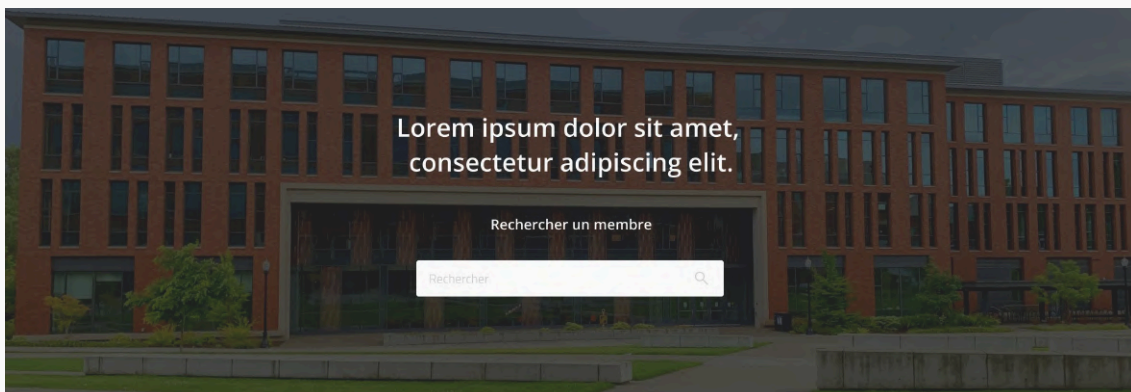 Lorem ipsum dolor sit amet,
consectetur adipiscing elit.
Rechercher un membre
Rechercher